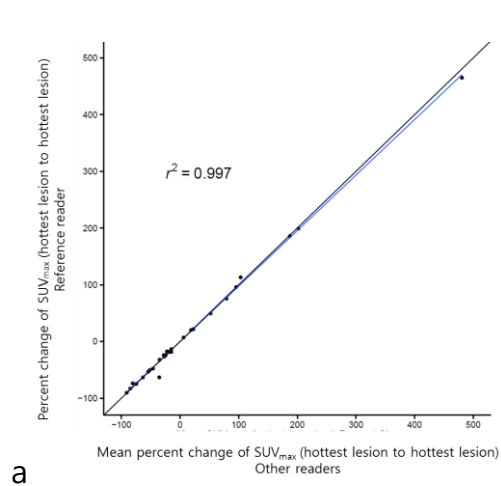 500
400
300
200
100
0
−100
r² = 0.997
−100 0 100 200 300 400 500
Percent change of SUVmax (hottest lesion to hottest lesion)
Reference reader
Mean percent change of SUVmax (hottest lesion to hottest lesion)
Other readers
a